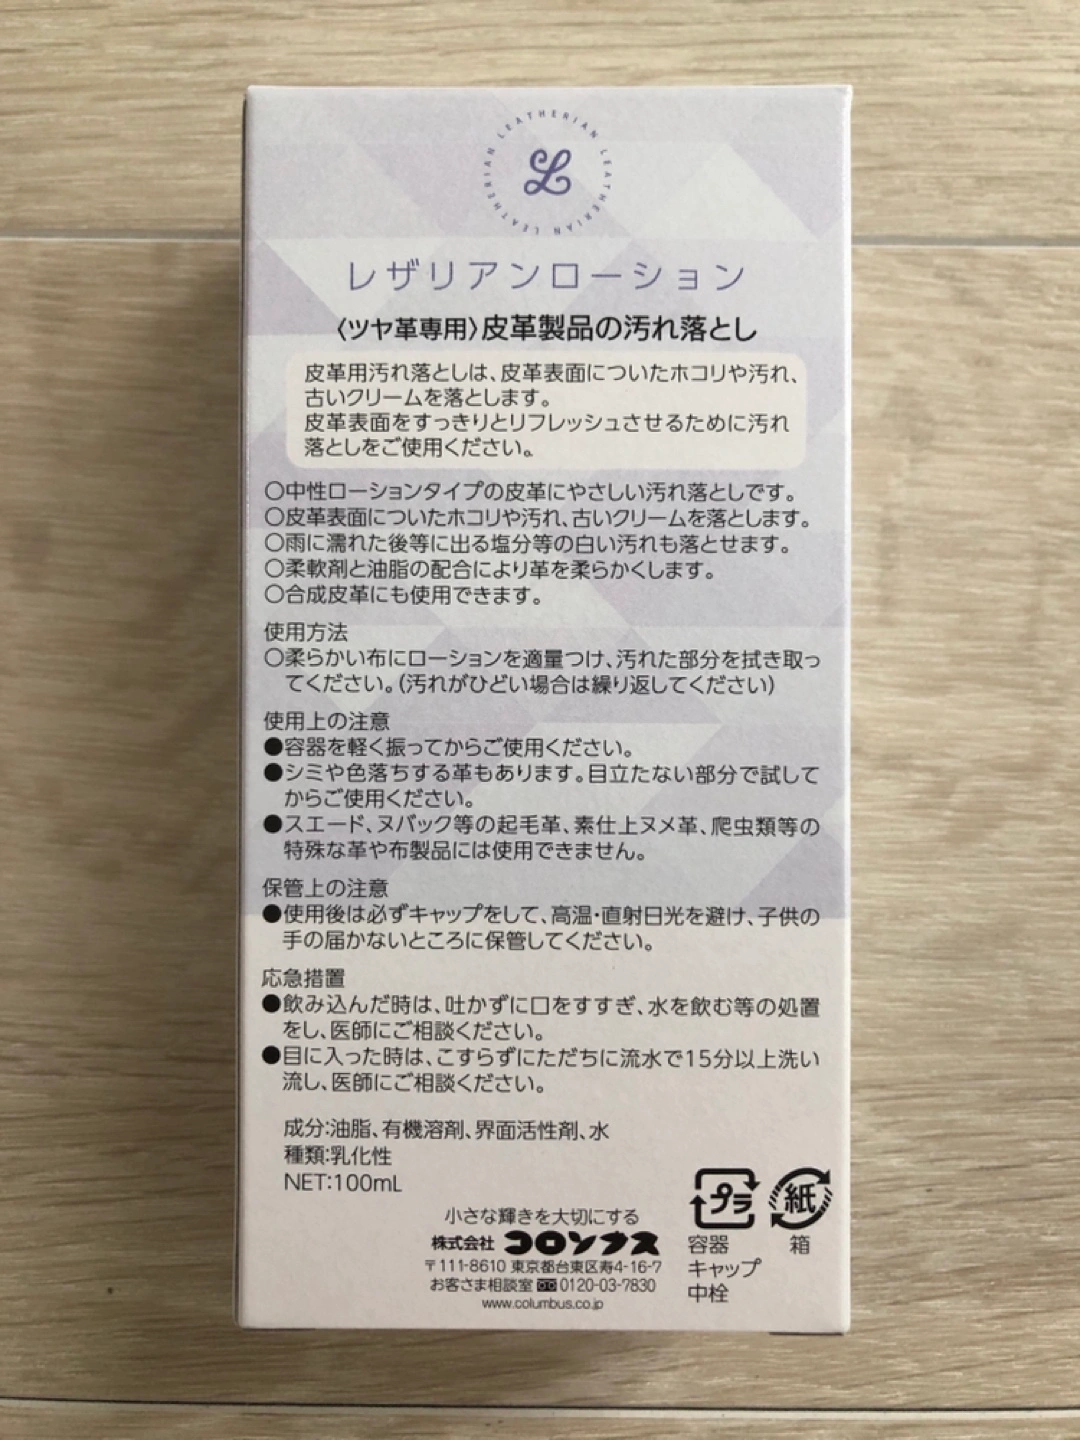 LEATHERIAN LEATHERIAN LEATHERIAN LEATHERIAN
L
レザリアンローション
〈ツヤ革専用〉皮革製品の汚れ落とし
皮革用汚れ落としは、皮革表面についたホコリや汚れ、
古いクリームを落とします。
皮革表面をすっきりとリフレッシュさせるために汚れ
落としをご使用ください。
○中性ローションタイプの皮革にやさしい汚れ落としです。
○皮革表面についたホコリや汚れ、古いクリームを落とします。
○雨に濡れた後等に出る塩分等の白い汚れも落とせます。
○柔軟剤と油脂の配合により革を柔らかくします。
○合成皮革にも使用できます。
使用方法
○柔らかい布にローションを適量つけ、汚れた部分を拭き取っ
てください。(汚れがひどい場合は繰り返してください)
使用上の注意
●容器を軽く振ってからご使用ください。
●シミや色落ちする革もあります。目立たない部分で試して
からご使用ください。
●スエード、ヌバック等の起毛革、素仕上ヌメ革、爬虫類等の
特殊な革や布製品には使用できません。
保管上の注意
●使用後は必ずキャップをして、高温・直射日光を避け、子供の
手の届かないところに保管してください。
応急措置
●飲み込んだ時は、吐かずに口をすすぎ、水を飲む等の処置
をし、医師にご相談ください。
●目に入った時は、こすらずにただちに流水で15分以上洗い
流し、医師にご相談ください。
成分:油脂、有機溶剤、界面活性剤、水
種類:乳化性
NET:100mL
小さな輝きを大切にする
株式会社 コロンブス
〒111-8610 東京都台東区寿4-16-7
お客さま相談室 0120-03-7830
www.columbus.co.jp
プラ 紙
容器 箱
キャップ
中栓